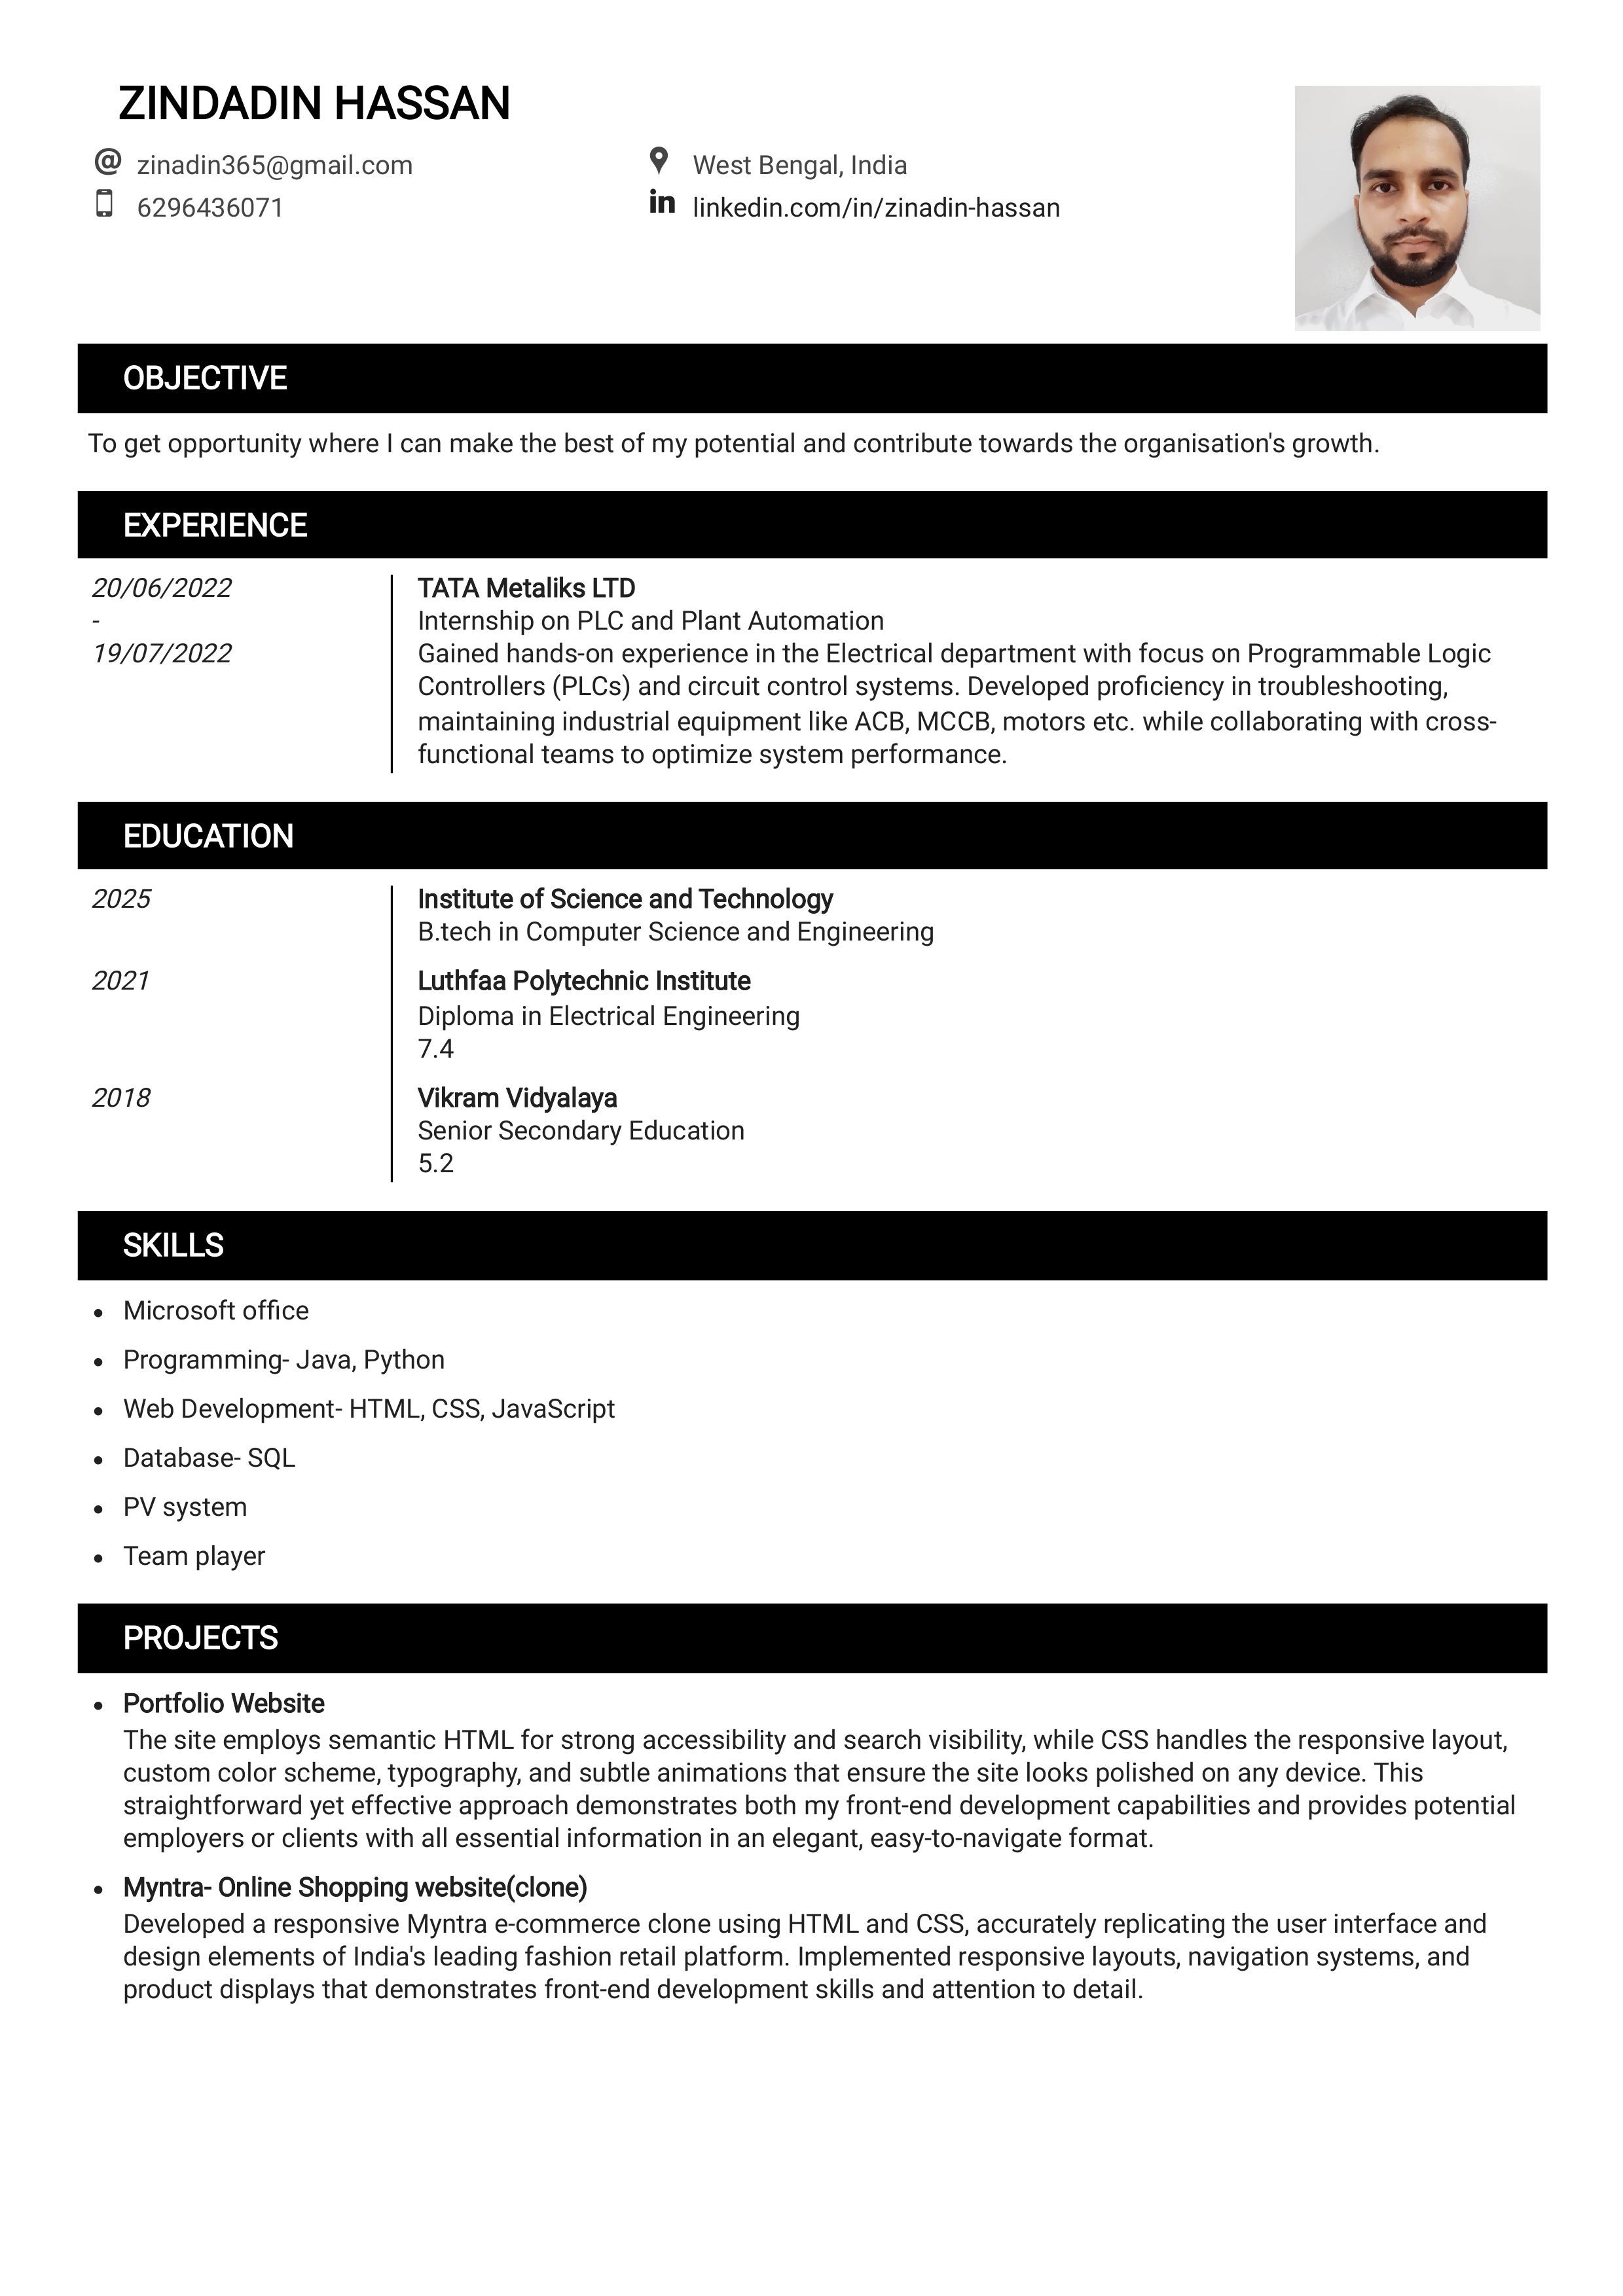 ZINDADIN HASSAN
zinadin365@gmail.com
West Bengal, India
6296436071
linkedin.com/in/zinadin-hassan
OBJECTIVE
To get opportunity where I can make the best of my potential and contribute towards the organisation's growth.
EXPERIENCE
20/06/2022
-
19/07/2022
TATA Metaliks LTD
Internship on PLC and Plant Automation
Gained hands-on experience in the Electrical department with focus on Programmable Logic
Controllers (PLCs) and circuit control systems. Developed proficiency in troubleshooting,
maintaining industrial equipment like ACB, MCCB, motors etc. while collaborating with cross-
functional teams to optimize system performance.
EDUCATION
2025
Institute of Science and Technology
B.tech in Computer Science and Engineering
2021
Luthfaa Polytechnic Institute
Diploma in Electrical Engineering
7.4
2018
Vikram Vidyalaya
Senior Secondary Education
5.2
SKILLS
• Microsoft office
• Programming- Java, Python
• Web Development- HTML, CSS, JavaScript
• Database- SQL
• PV system
• Team player
PROJECTS
• Portfolio Website
The site employs semantic HTML for strong accessibility and search visibility, while CSS handles the responsive layout,
custom color scheme, typography, and subtle animations that ensure the site looks polished on any device. This
straightforward yet effective approach demonstrates both my front-end development capabilities and provides potential
employers or clients with all essential information in an elegant, easy-to-navigate format.
• Myntra- Online Shopping website(clone)
Developed a responsive Myntra e-commerce clone using HTML and CSS, accurately replicating the user interface and
design elements of India's leading fashion retail platform. Implemented responsive layouts, navigation systems, and
product displays that demonstrates front-end development skills and attention to detail.